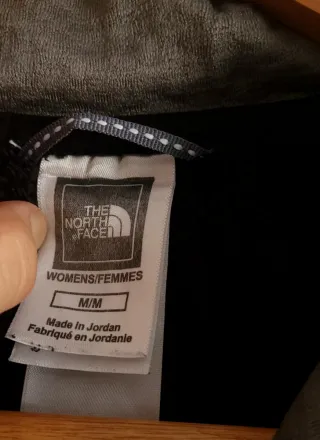 THE
NORTH
FACE
WOMENS/FEMMES
M/M
Made In Jordan
Fabriqué en Jordanie